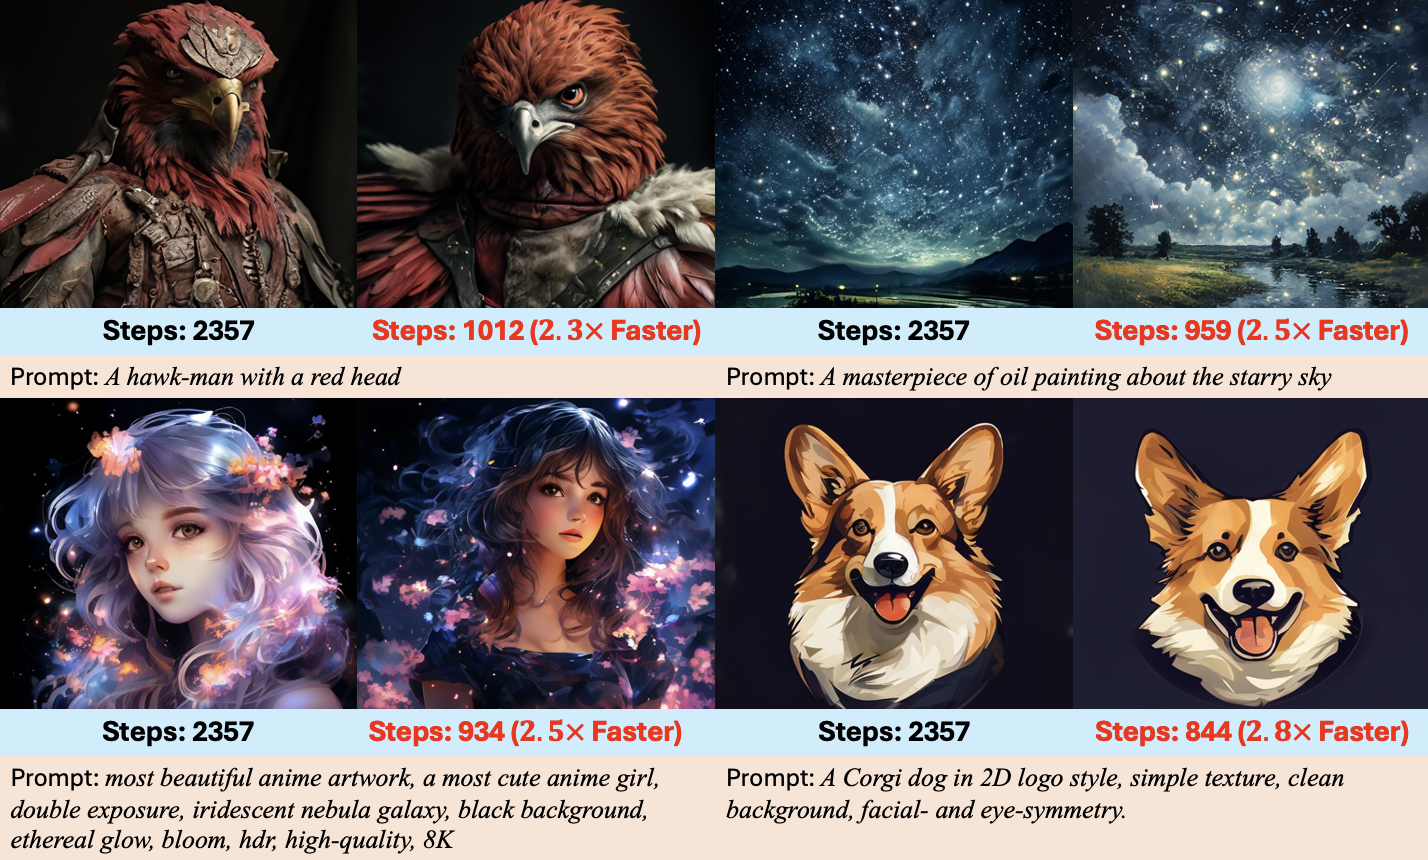 Steps: 2357
Steps: 1012 (2. 3× Faster)
Steps: 2357
Steps: 959 (2. 5× Faster)
Prompt: A hawk-man with a red head
Prompt: A masterpiece of oil painting about the starry sky
Steps: 2357
Steps: 934 (2. 5× Faster)
Steps: 2357
Steps: 844 (2. 8× Faster)
Prompt: most beautiful anime artwork, a most cute anime girl,
double exposure, iridescent nebula galaxy, black background,
ethereal glow, bloom, hdr, high-quality, 8K
Prompt: A Corgi dog in 2D logo style, simple texture, clean
background, facial- and eye-symmetry.